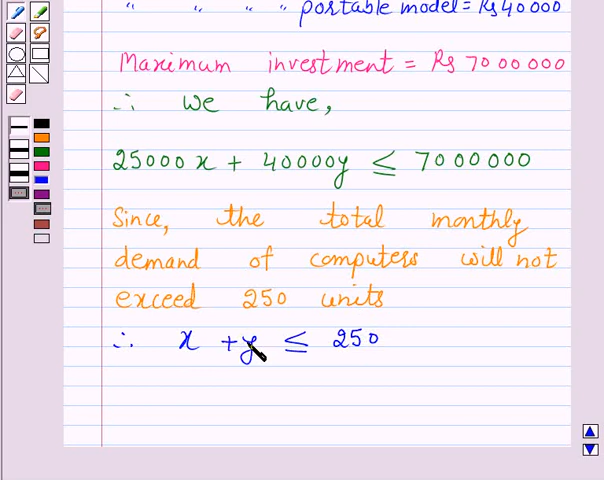 " " " " portable model = Rs 40000
Maximum investment = Rs 7000000
∴ we have,
25000x + 40000y ≤ 7000000
Since, the total monthly
demand of computers will not
exceed 250 units
∴ x + y ≤ 250